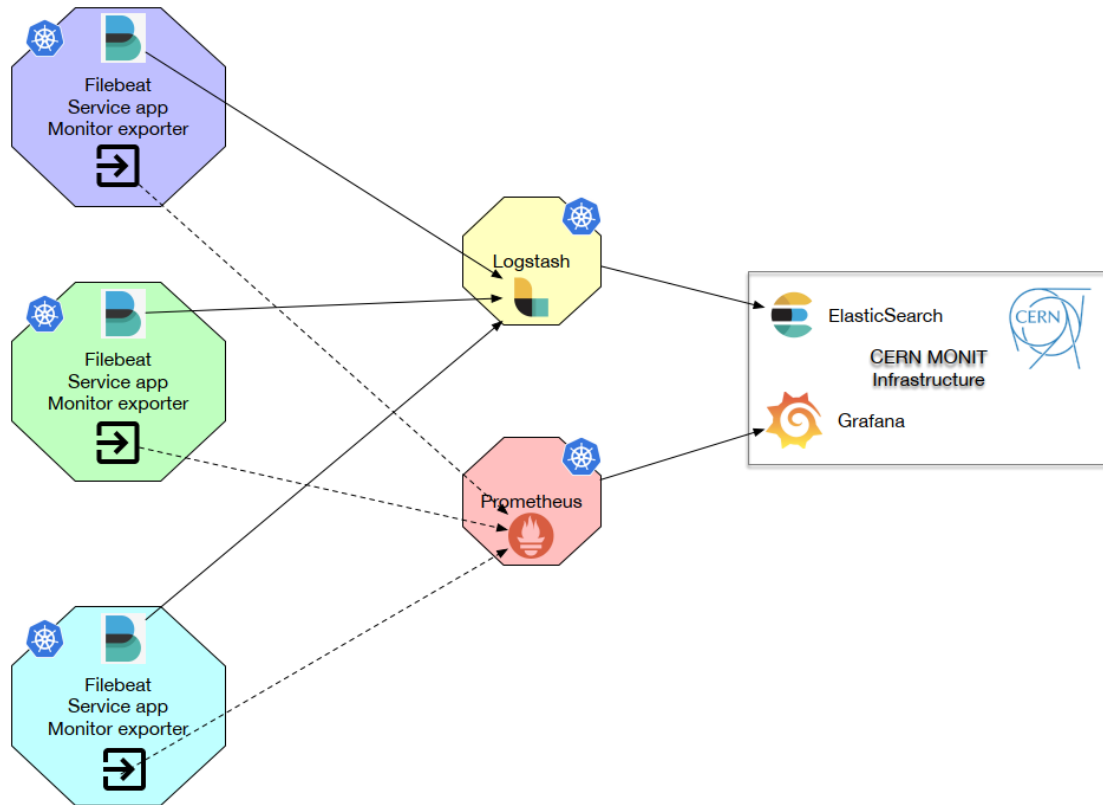 Filebeat
Service app
Monitor exporter
Filebeat
Service app
Monitor exporter
Filebeat
Service app
Monitor exporter
Logstash
Prometheus
ElasticSearch
CERN
CERN MONIT
Infrastructure
Grafana